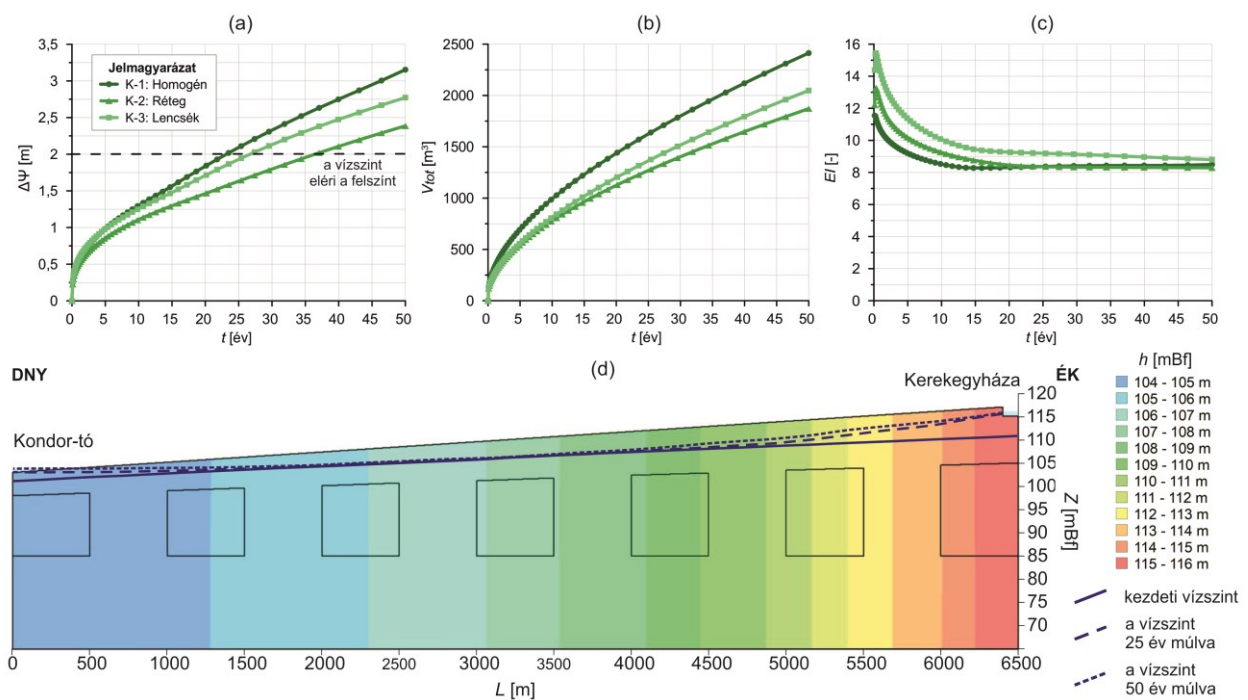 (a)
3,5
3
2,5
2
1,5
1
0,5
0
ΔΨ [m]
Jelmagyarázat
K-1: Homogén
K-2: Réteg
K-3: Lencsék
a vízszint
eléri a felszínt
0 5 10 15 20 25 30 35 40 45 50
t [év]
(b)
2500
2000
1500
1000
500
0
Vtot [m³]
0 5 10 15 20 25 30 35 40 45 50
t [év]
(c)
16
14
12
10
8
6
4
2
0
EI [-]
0 5 10 15 20 25 30 35 40 45 50
t [év]
DNY
(d)
Kerekegyháza
ÉK
Kondor-tó
120
115
110
105
100
95
90
85
80
75
70
65
Z [mBf]
0 500 1000 1500 2000 2500 3000 3500 4000 4500 5000 5500 6000 6500
L [m]
h [mBf]
104 - 105 m
105 - 106 m
106 - 107 m
107 - 108 m
108 - 109 m
109 - 110 m
110 - 111 m
111 - 112 m
112 - 113 m
113 - 114 m
114 - 115 m
115 - 116 m
kezdeti vízszint
a vízszint
25 év múlva
a vízszint
50 év múlva